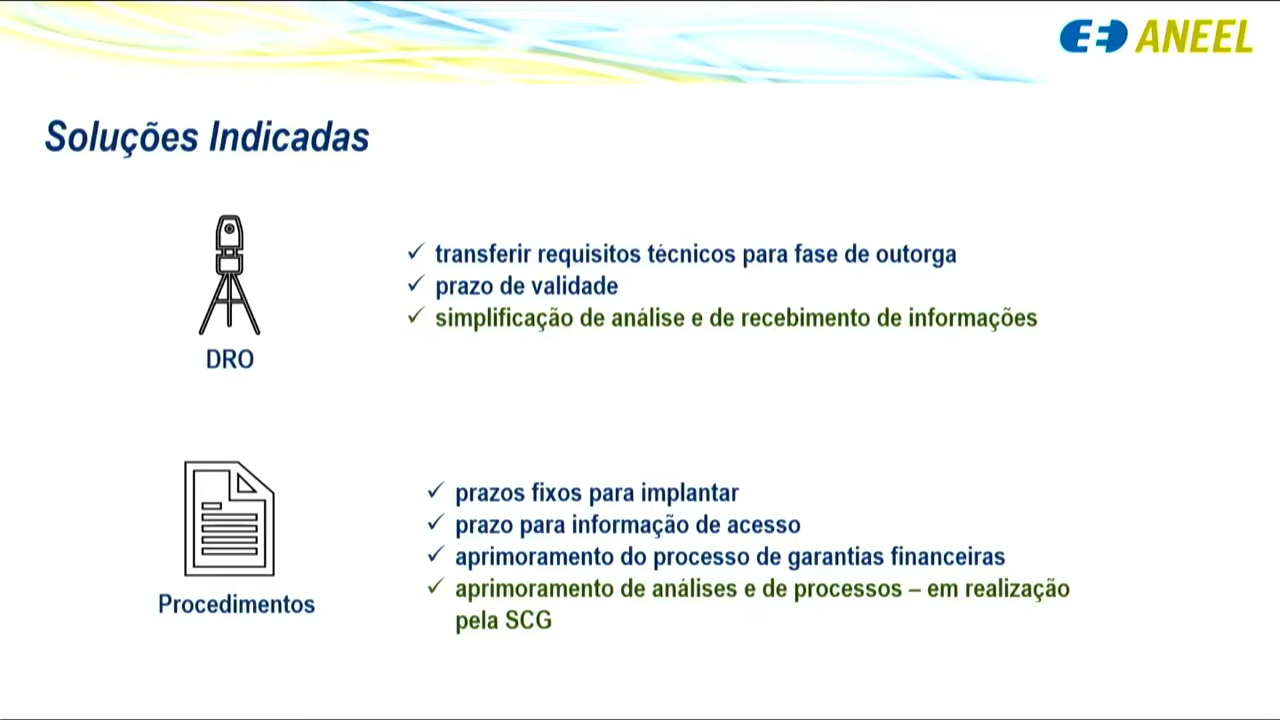 ANEEL
Soluções Indicadas
✓ transferir requisitos técnicos para fase de outorga
✓ prazo de validade
✓ simplificação de análise e de recebimento de informações
DRO
✓ prazos fixos para implantar
✓ prazo para informação de acesso
✓ aprimoramento do processo de garantias financeiras
✓ aprimoramento de análises e de processos – em realização
pela SCG
Procedimentos